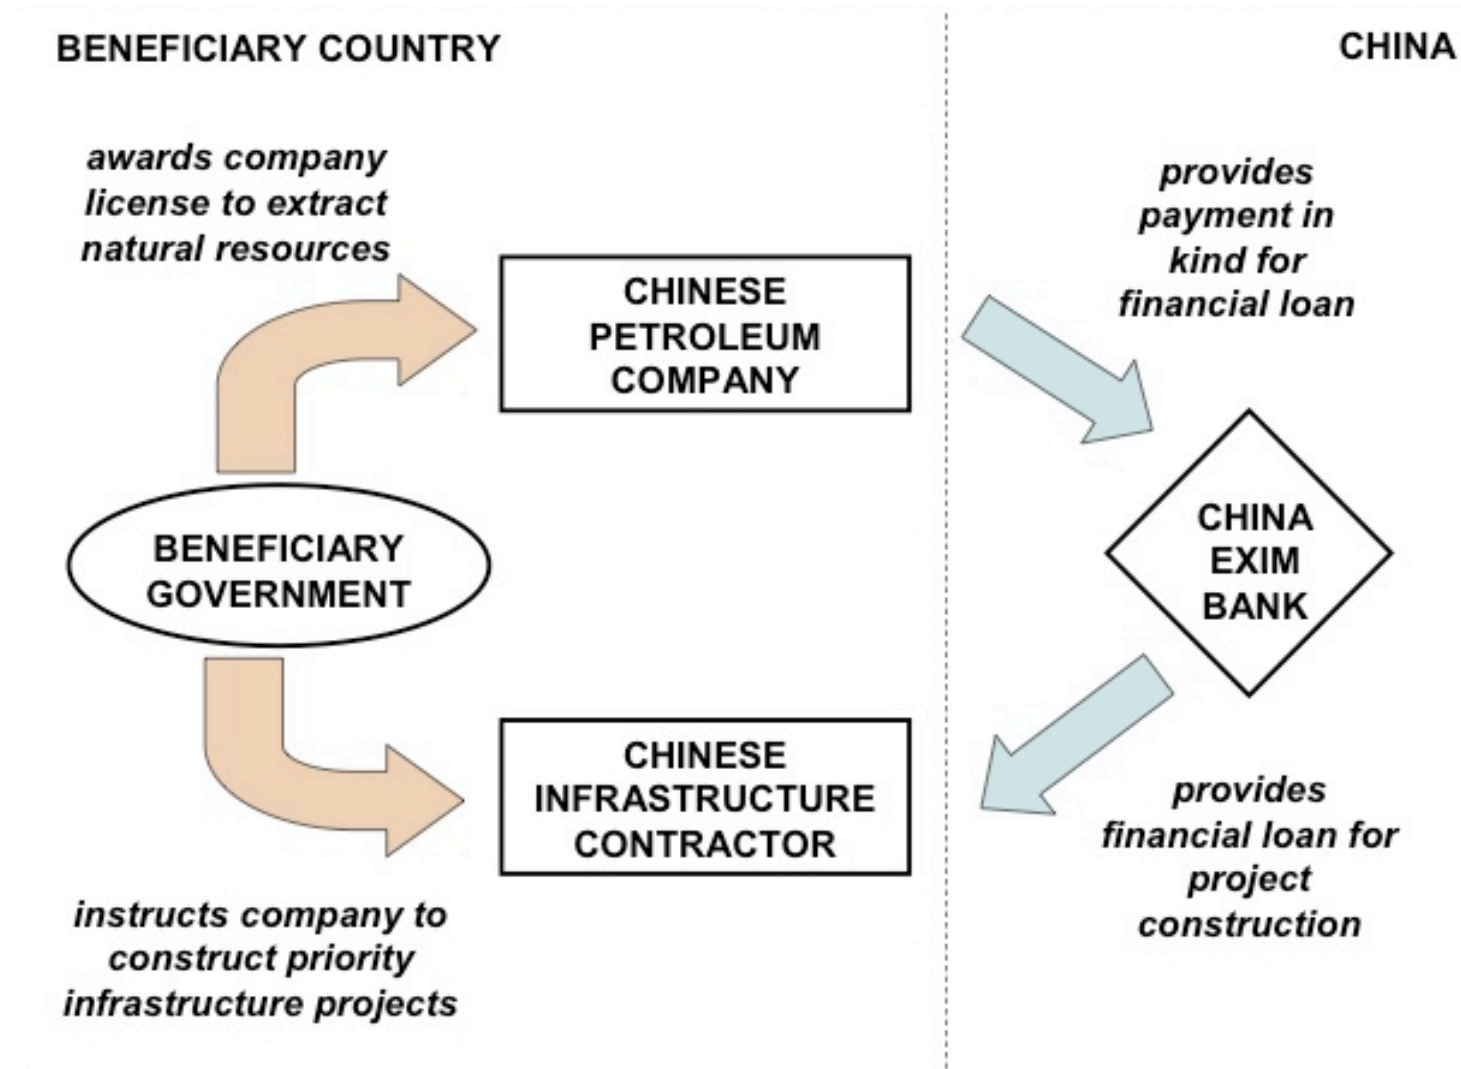 BENEFICIARY COUNTRY
CHINA
awards company
license to extract
natural resources
provides
payment in
kind for
financial loan
CHINESE
PETROLEUM
COMPANY
BENEFICIARY
GOVERNMENT
CHINA
EXIM
BANK
CHINESE
INFRASTRUCTURE
CONTRACTOR
instructs company to
construct priority
infrastructure projects
provides
financial loan for
project
construction